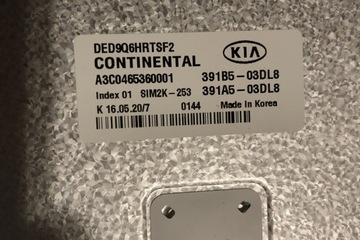 DED9Q6HRTSF2
CONTINENTAL KIA
A3C0465360001 391B5-03DL8
Index 01 SIM2K-253 391A5-03DL8
K 16.05.20/7 0144 Made in Korea